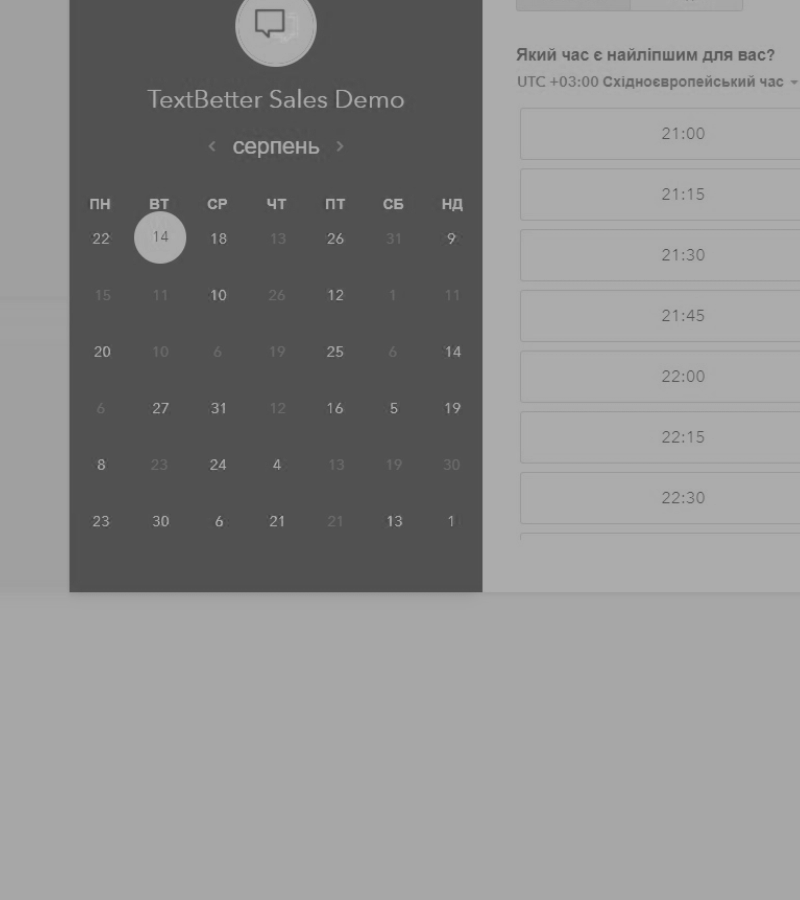 TextBetter Sales Demo
‹ серпень ›
ПН ВТ СР ЧТ ПТ СБ НД
22 14 18 13 26 31 9
15 11 10 26 12 1 11
20 10 6 19 25 6 14
6 27 31 12 16 5 19
8 23 24 4 13 19 30
23 30 6 21 21 13 1
Який час є найліпшим для вас?
UTC +03:00 Східноєвропейський час
21:00
21:15
21:30
21:45
22:00
22:15
22:30